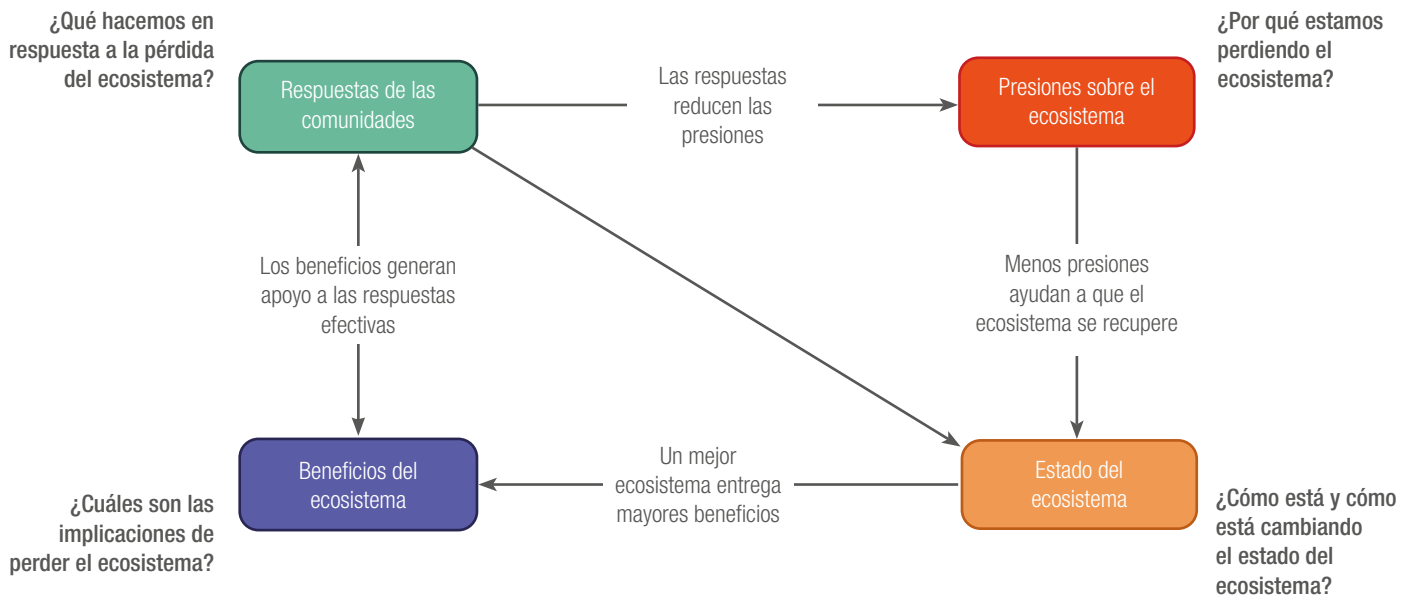 ¿Qué hacemos en
respuesta a la pérdida
del ecosistema?
Respuestas de las
comunidades
Las respuestas
reducen las
presiones
Presiones sobre el
ecosistema
¿Por qué estamos
perdiendo el
ecosistema?
Los beneficios generan
apoyo a las respuestas
efectivas
Menos presiones
ayudan a que el
ecosistema se recupere
¿Cuáles son las
implicaciones de
perder el ecosistema?
Beneficios del
ecosistema
Un mejor
ecosistema entrega
mayores beneficios
Estado del
ecosistema
¿Cómo está y cómo
está cambiando
el estado del
ecosistema?